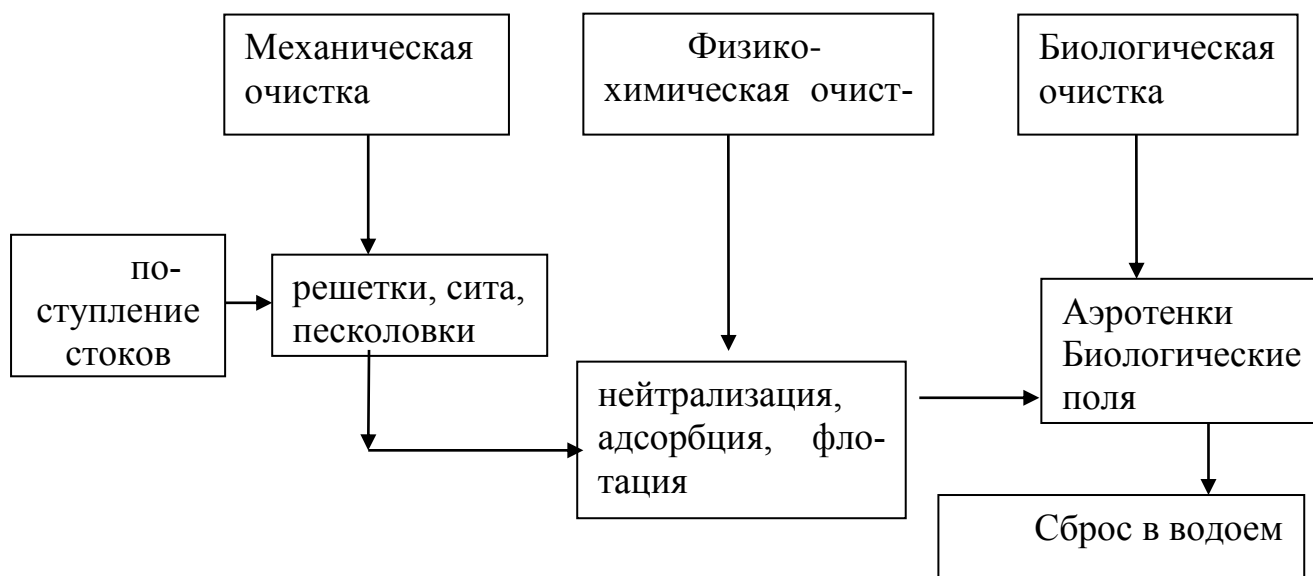 Механическая
очистка
Физико-
химическая очист-
Биологическая
очистка
по-
ступление
стоков
решетки, сита,
песколовки
нейтрализация,
адсорбция, фло-
тация
Аэротенки
Биологические
поля
Сброс в водоем